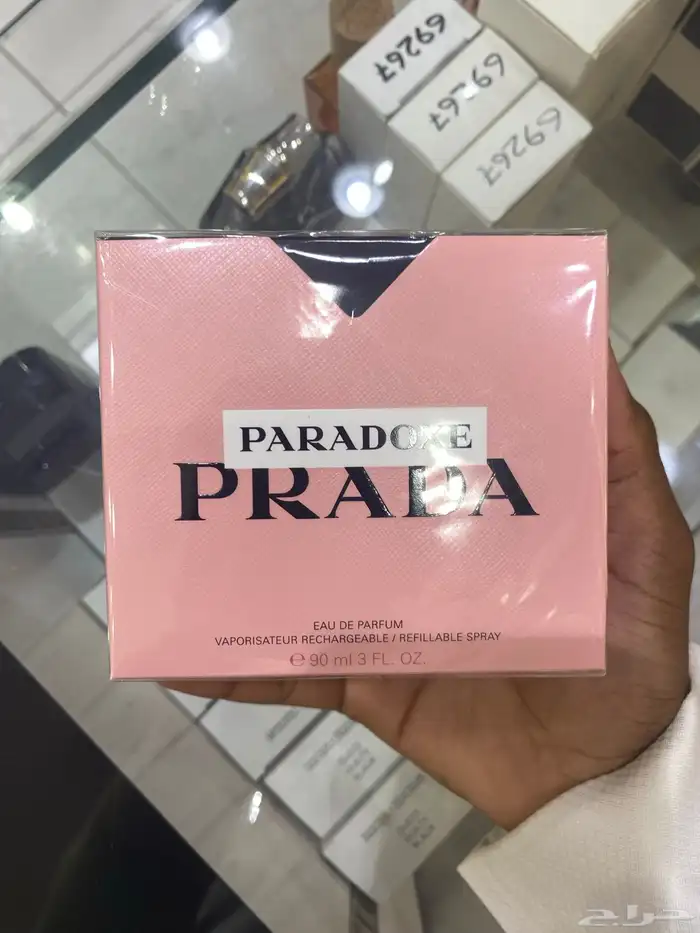 69267
69267
69267
PARADOXE
PRADA
EAU DE PARFUM
VAPORISATEUR RECHARGEABLE / REFILLABLE SPRAY
℮ 90 ml 3 FL. OZ.
حراج